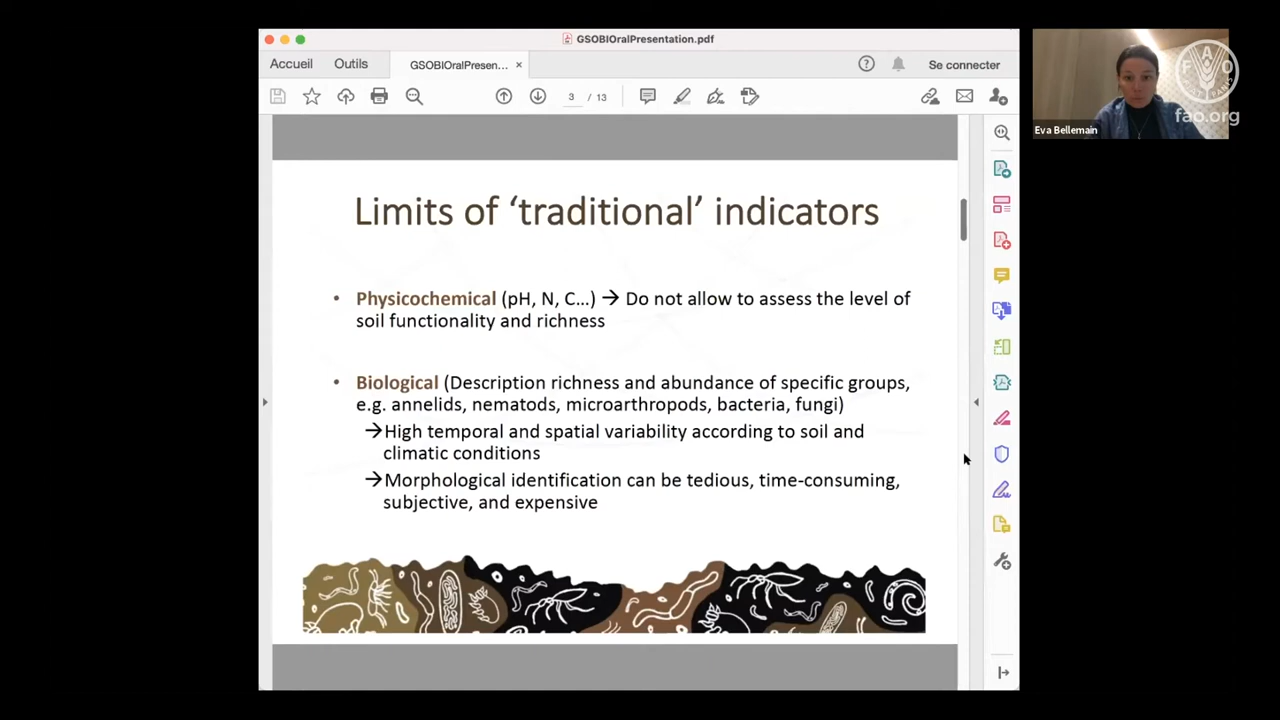 GSOBIOralPresentation.pdf
Accueil
Outils
GSOBIOralPresen...
Se connecter
3 / 13
Limits of ‘traditional’ indicators
• Physicochemical (pH, N, C...) → Do not allow to assess the level of
soil functionality and richness
• Biological (Description richness and abundance of specific groups,
e.g. annelids, nematods, microarthropods, bacteria, fungi)
→High temporal and spatial variability according to soil and
climatic conditions
→Morphological identification can be tedious, time-consuming,
subjective, and expensive
Eva Bellemain
FAO
FIAT PANIS
fao.org